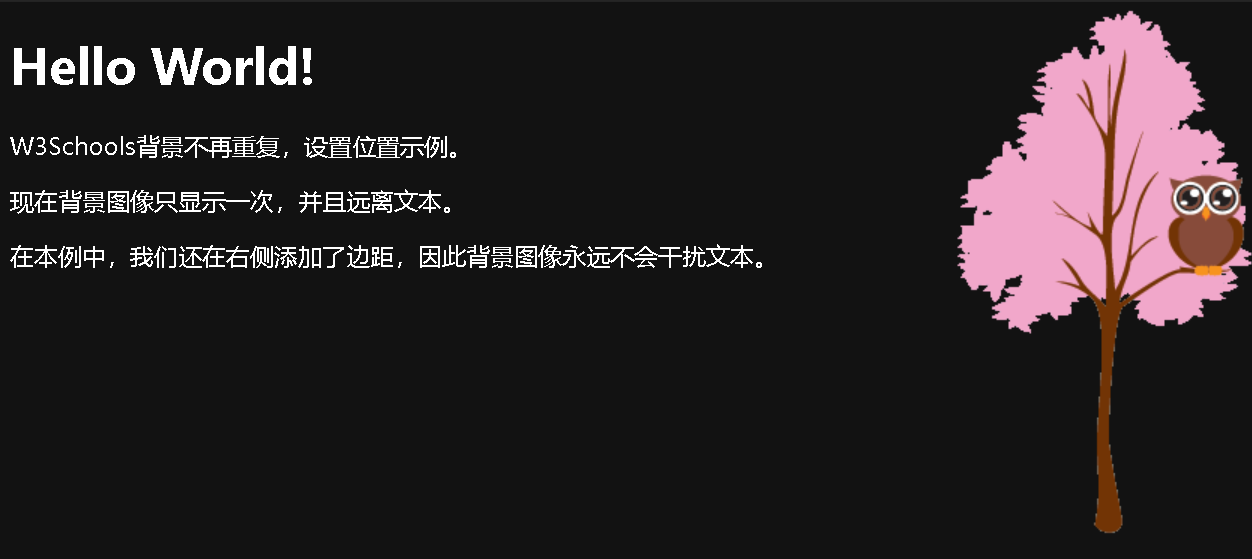 Hello World!
W3Schools背景不再重复，设置位置示例。
现在背景图像只显示一次，并且远离文本。
在本例中，我们还在右侧添加了边距，因此背景图像永远不会干扰文本。